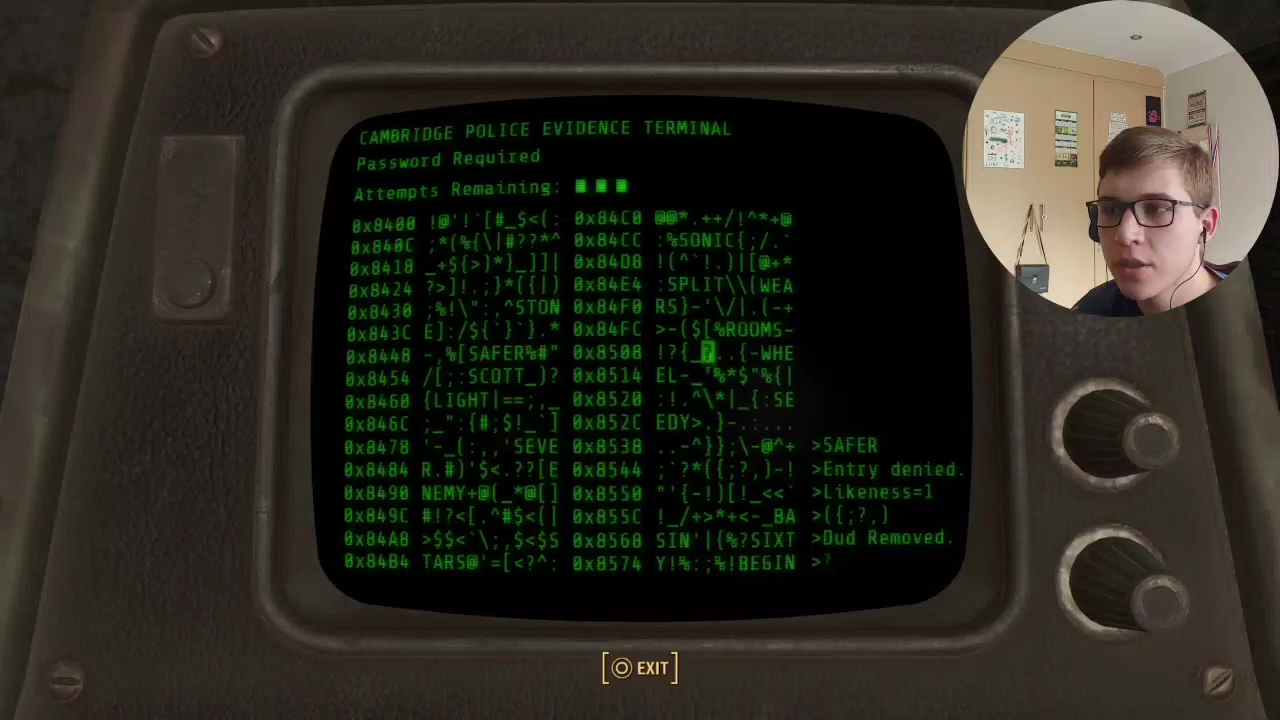 CAMBRIDGE POLICE EVIDENCE TERMINAL
Password Required
Attempts Remaining: ■ ■ ■
0x8400 !@'!`[#_$<(: 0x84C0 @@*.++/!^*+@
0x840C ;*(%{\|#??*^ 0x84CC :%SONIC{;/.`
0x8418 _+${>)*}_]]| 0x84D8 !(^`!.)|[@+*
0x8424 ?>]!.;}*({|) 0x84E4 :SPLIT\\(WEA
0x8430 ;%!\":,^STON 0x84F0 RS}-'\/|.(-+
0x843C E]:/${`}`}.* 0x84FC >-($[%ROOMS-
0x8448 -,%[SAFER%#" 0x8508 !?{_?..{-WHE
0x8454 /[;:SCOTT_)? 0x8514 EL-_'%*$"%{|
0x8460 {LIGHT|==;,_ 0x8520 :!.^\*|_{:SE
0x846C ;_":{#;$!_`] 0x852C EDY>.}-.:...
0x8478 '-_(:,,'SEVE 0x8538 ..-^}};\-@^+ >SAFER
0x8484 R.#)'$<.??[E 0x8544 ;`?*({;?,)-! >Entry denied.
0x8490 NEMY+@(_*@[] 0x8550 "'{-!)[!_<<` >Likeness=1
0x849C #!?<[.^#$<(| 0x855C !_/+>*+<-_BA >({;?,)
0x84A8 >$$<`\;,$<$S 0x8568 SIN'|{%?SIXT >Dud Removed.
0x84B4 TARS@'=[<?^: 0x8574 Y!%:;%!BEGIN >?
[ EXIT ]